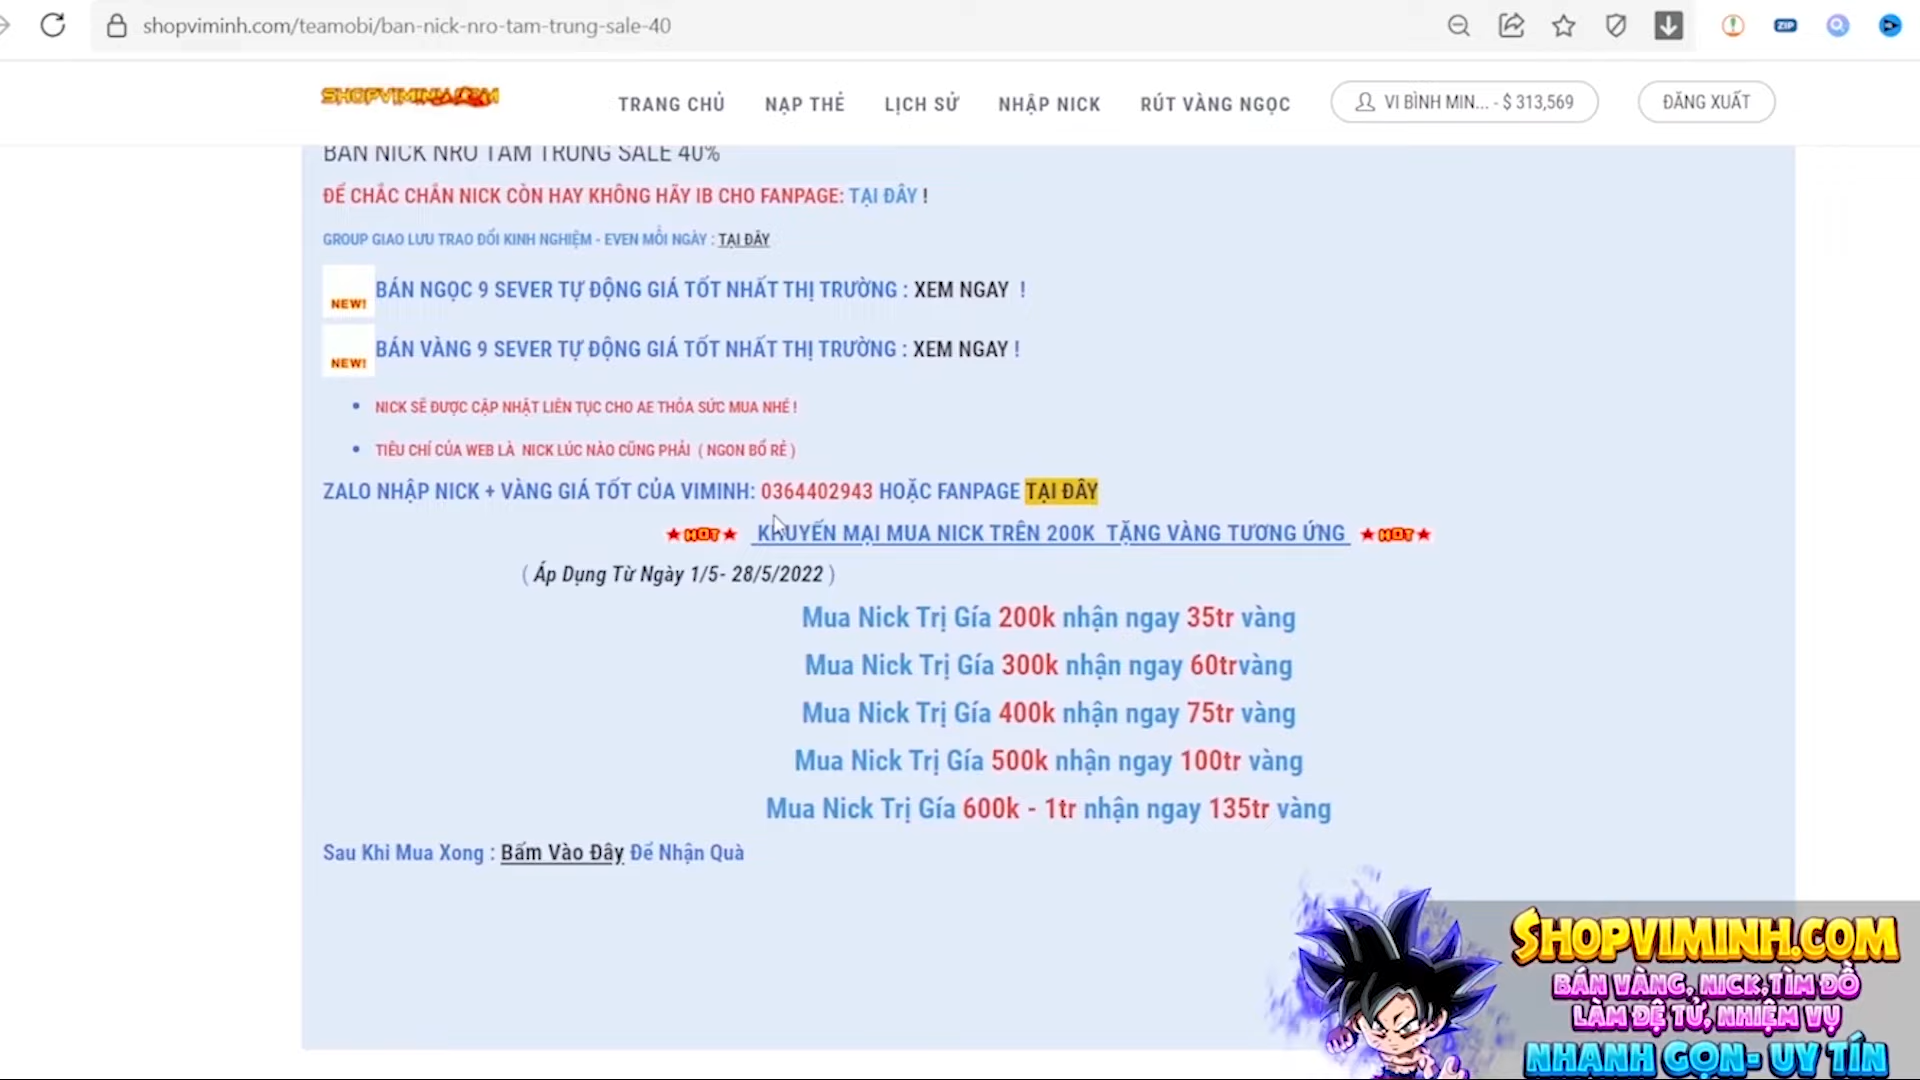 shopviminh.com/teamobi/ban-nick-nro-tam-trung-sale-40
ZIP
SHOPVIMINH.COM
TRANG CHỦ
NẠP THẺ
LỊCH SỬ
NHẬP NICK
RÚT VÀNG NGỌC
VI BÌNH MIN... - $ 313,569
ĐĂNG XUẤT
BÁN NICK NRO TẦM TRUNG SALE 40%
ĐỂ CHẮC CHẮN NICK CÒN HAY KHÔNG HÃY IB CHO FANPAGE: TẠI ĐÂY !
GROUP GIAO LƯU TRAO ĐỔI KINH NGHIỆM - EVEN MỖI NGÀY : TẠI ĐÂY
NEW! BÁN NGỌC 9 SEVER TỰ ĐỘNG GIÁ TỐT NHẤT THỊ TRƯỜNG : XEM NGAY !
NEW! BÁN VÀNG 9 SEVER TỰ ĐỘNG GIÁ TỐT NHẤT THỊ TRƯỜNG : XEM NGAY !
• NICK SẼ ĐƯỢC CẬP NHẬT LIÊN TỤC CHO AE THỎA SỨC MUA NHÉ !
• TIÊU CHÍ CỦA WEB LÀ NICK LÚC NÀO CŨNG PHẢI ( NGON BỔ RẺ )
ZALO NHẬP NICK + VÀNG GIÁ TỐT CỦA VIMINH: 0364402943 HOẶC FANPAGE TẠI ĐÂY
HOT KHUYẾN MẠI MUA NICK TRÊN 200K TẶNG VÀNG TƯƠNG ỨNG HOT
( Áp Dụng Từ Ngày 1/5- 28/5/2022 )
Mua Nick Trị Gía 200k nhận ngay 35tr vàng
Mua Nick Trị Gía 300k nhận ngay 60trvàng
Mua Nick Trị Gía 400k nhận ngay 75tr vàng
Mua Nick Trị Gía 500k nhận ngay 100tr vàng
Mua Nick Trị Gía 600k - 1tr nhận ngay 135tr vàng
Sau Khi Mua Xong : Bấm Vào Đây Để Nhận Quà
SHOPVIMINH.COM
BÁN VÀNG, NICK,TÌM ĐỒ
LÀM ĐỆ TỬ, NHIỆM VỤ
NHANH GỌN- UY TÍN